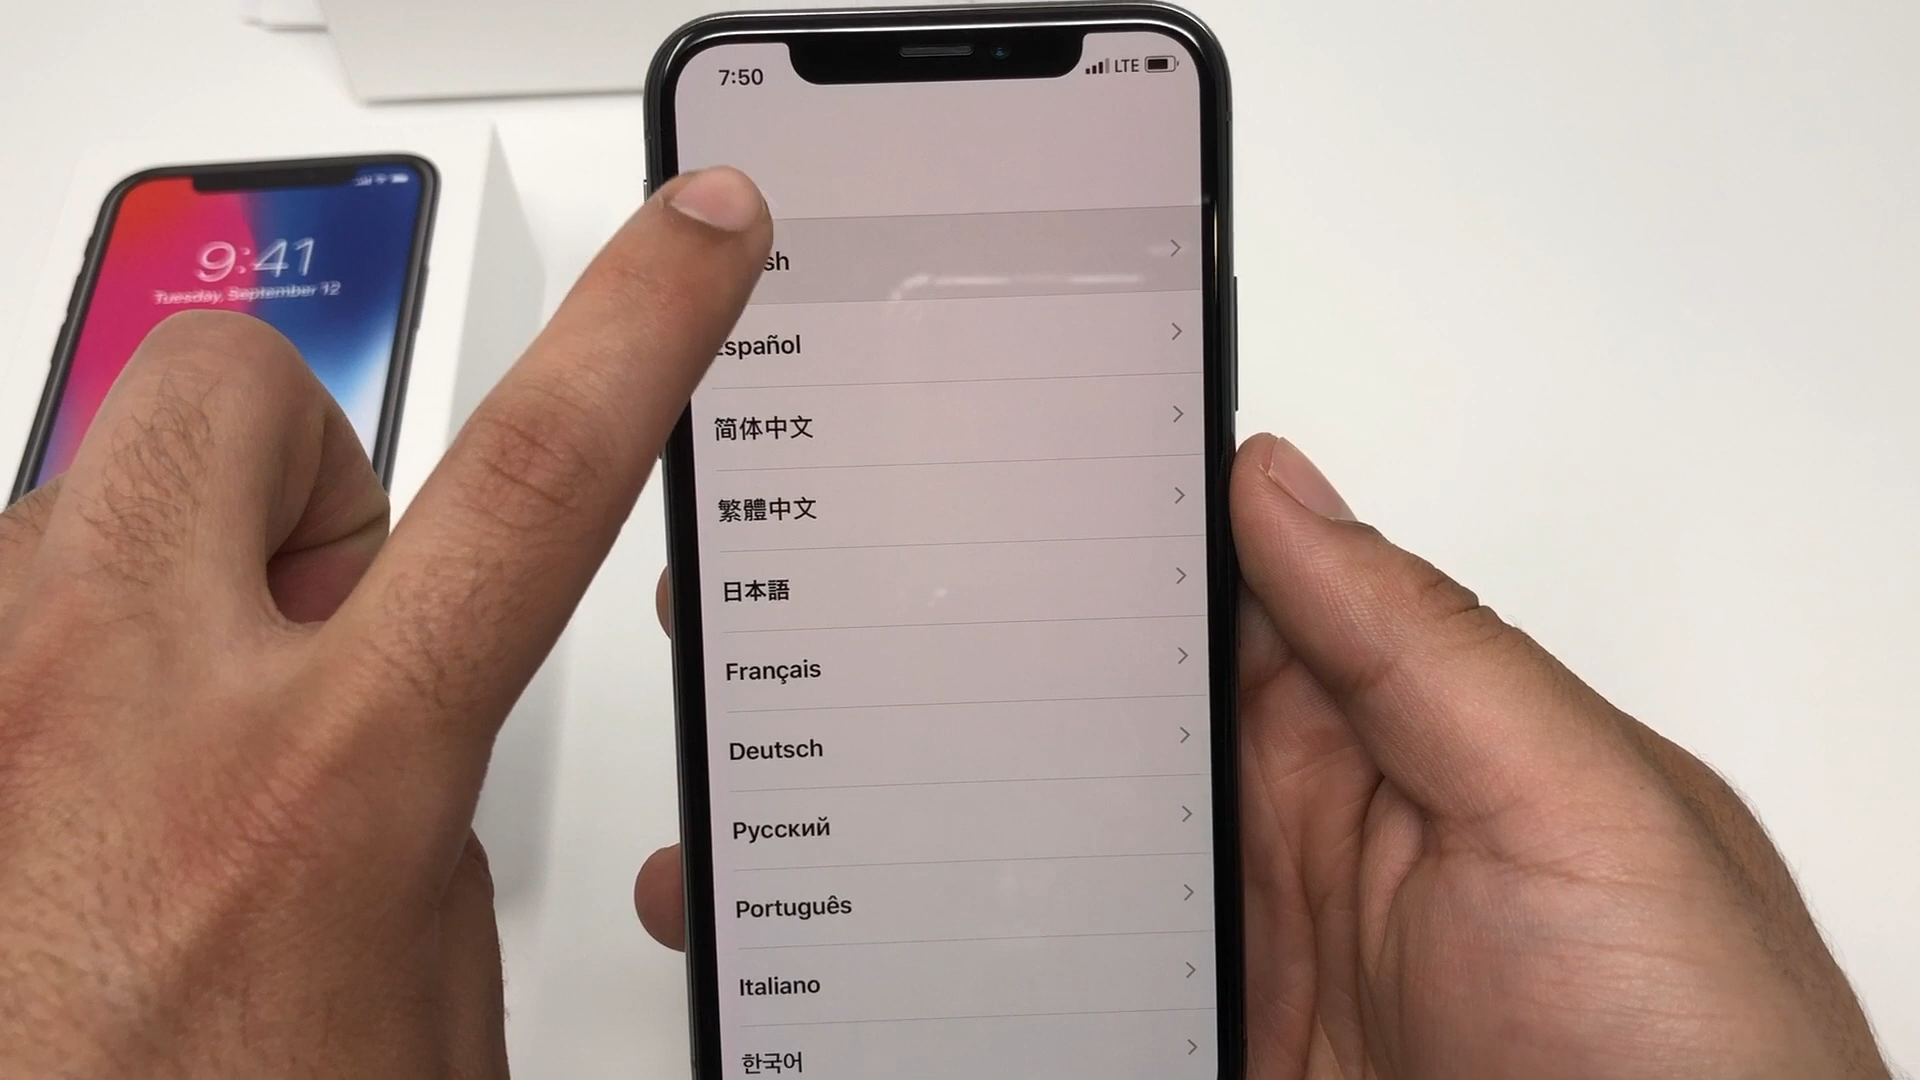 7:50
LTE
9:41
Tuesday, September 12
sh
Español
简体中文
繁體中文
日本語
Français
Deutsch
Русский
Português
Italiano
한국어